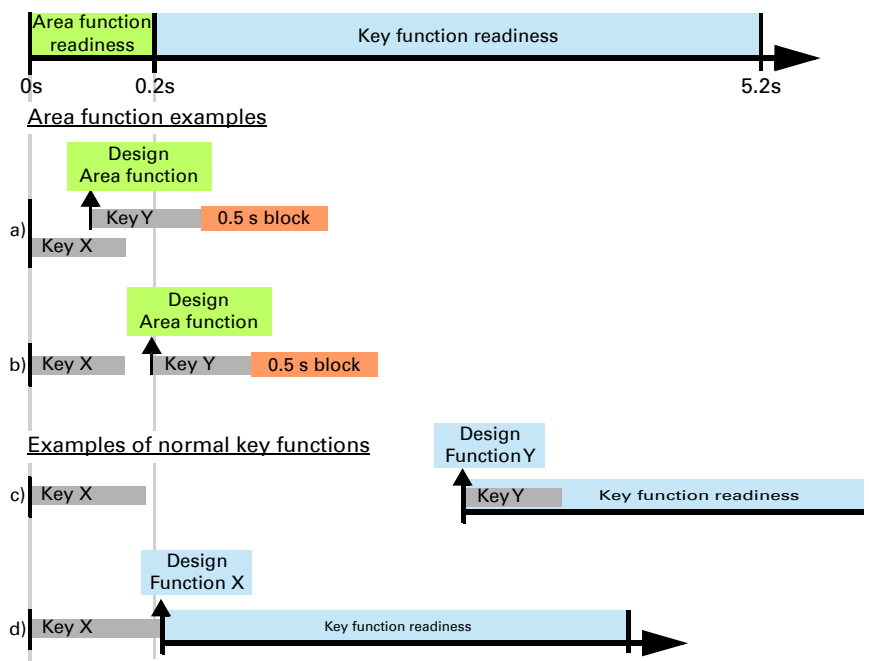 Area function
readiness
Key function readiness
0s
0.2s
5.2s
Area function examples
Design
Area function
a)
Key Y
0.5 s block
Key X
Design
Area function
b)
Key X
Key Y
0.5 s block
Examples of normal key functions
Design
Function Y
c)
Key X
Key Y
Key function readiness
Design
Function X
d)
Key X
Key function readiness